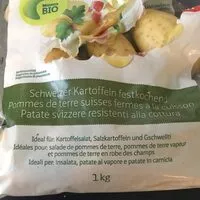 BIO
Schweizer Kartoffeln festkochend
Pommes de terre suisses fermes à la cuisson
Patate svizzere resistenti alla cottura
Ideal für Kartoffelsalat, Salzkartoffeln und Gschwellti
Idéales pour salade de pommes de terre, pommes de terre vapeur
et pommes de terre en robe des champs
Ideali per insalata, patate al vapore e patate in camicia
1 kg